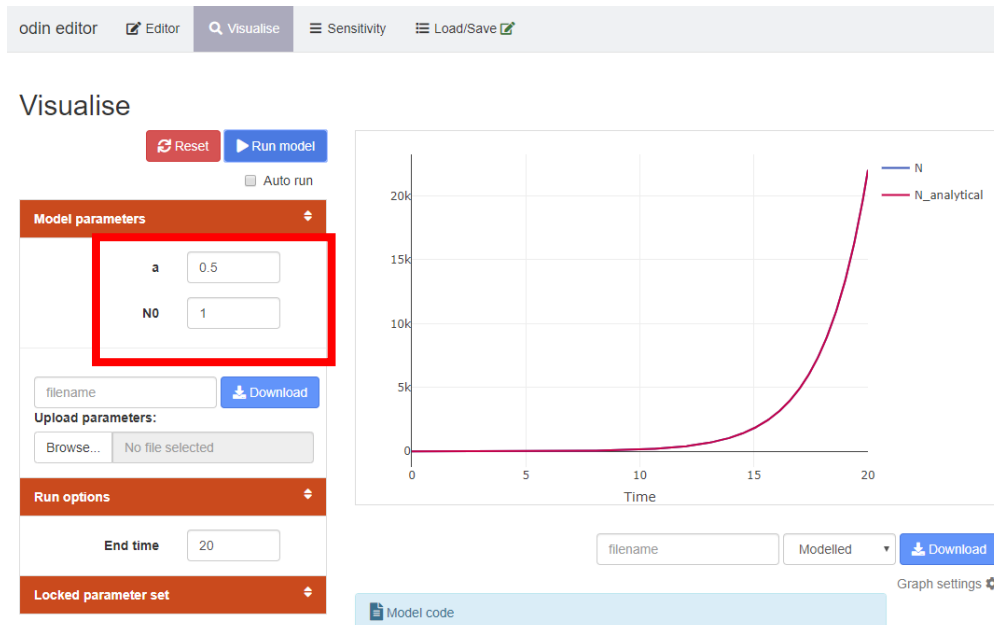 odin editor Editor Visualise Sensitivity Load/Save
Visualise
Reset Run model
Auto run
Model parameters
a 0.5
N0 1
filename Download
Upload parameters:
Browse... No file selected
Run options
End time 20
Locked parameter set
N
N_analytical
20k
15k
10k
5k
0
0 5 10 15 20
Time
filename Modelled Download
Graph settings
Model code